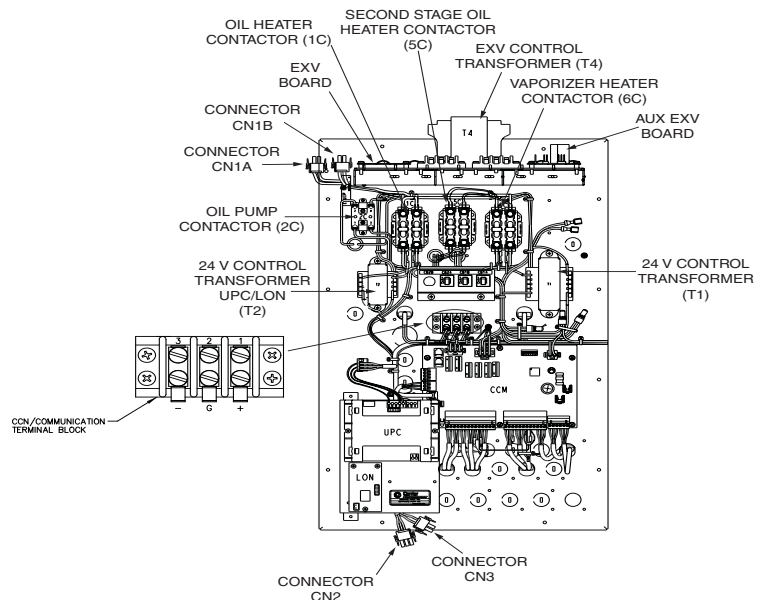 OIL HEATER
CONTACTOR (1C)
SECOND STAGE OIL
HEATER CONTACTOR
(5C)
EXV CONTROL
TRANSFORMER (T4)
EXV
BOARD
VAPORIZER HEATER
CONTACTOR (6C)
CONNECTOR
CN1B
AUX EXV
BOARD
T4
CONNECTOR
CN1A
OIL PUMP
CONTACTOR (2C)
24 V CONTROL
TRANSFORMER
UPC/LON
(T2)
24 V CONTROL
TRANSFORMER
(T1)
3 2 1
CCM
CCN/COMMUNICATION
TERMINAL BLOCK
– G +
UPC
LON
CONNECTOR
CN3
CONNECTOR
CN2